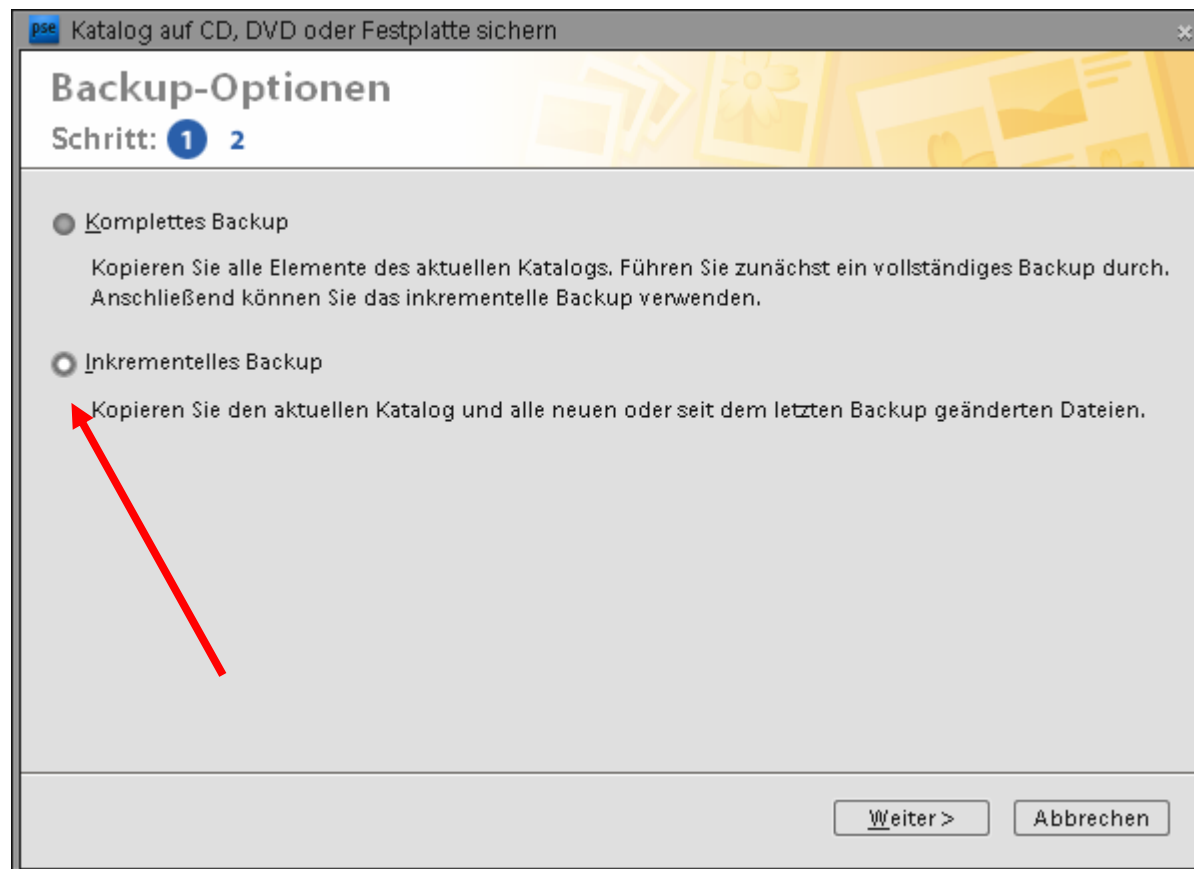 pse Katalog auf CD, DVD oder Festplatte sichern
Backup-Optionen
Schritt: 1 2
Komplettes Backup
Kopieren Sie alle Elemente des aktuellen Katalogs. Führen Sie zunächst ein vollständiges Backup durch.
Anschließend können Sie das inkrementelle Backup verwenden.
Inkrementelles Backup
Kopieren Sie den aktuellen Katalog und alle neuen oder seit dem letzten Backup geänderten Dateien.
Weiter > Abbrechen